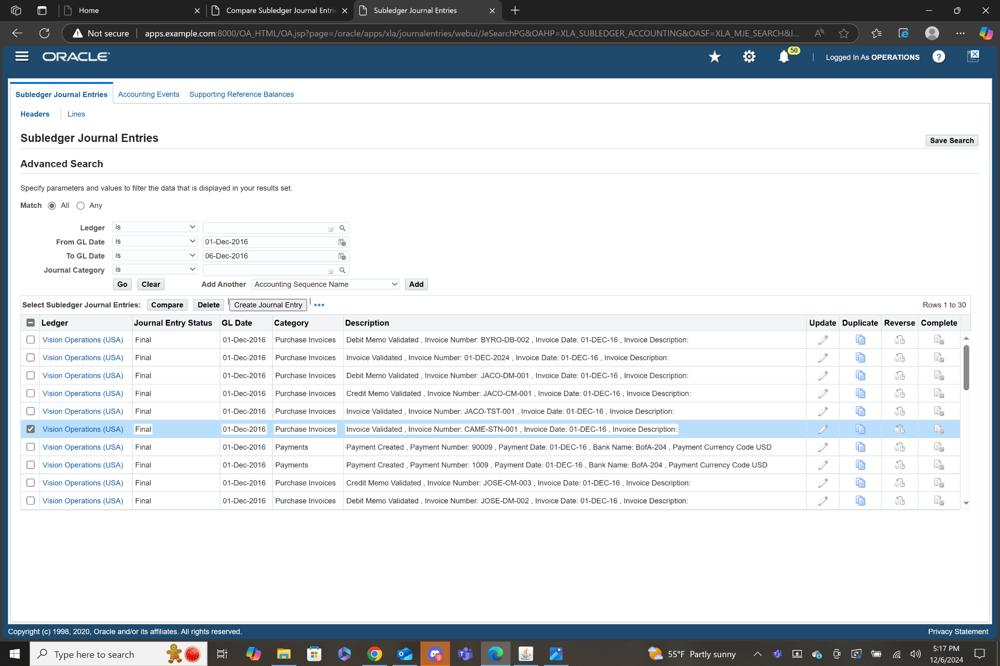 Home
Compare Subledger Journal Entrie
Subledger Journal Entries
Not secure
apps.example.com:8000/OA_HTML/OA.jsp?page=/oracle/apps/xla/journalentries/webui/JeSearchPG&OAHP=XLA_SUBLEDGER_ACCOUNTING&OASF=XLA_MJE_SEARCH&l...
ORACLE
50
Logged In As OPERATIONS
Subledger Journal Entries Accounting Events Supporting Reference Balances
Headers Lines
Subledger Journal Entries
Save Search
Advanced Search
Specify parameters and values to filter the data that is displayed in your results set.
Match All Any
Ledger is
From GL Date is 01-Dec-2016
To GL Date is 06-Dec-2016
Journal Category is
Go Clear Add Another Accounting Sequence Name Add
Select Subledger Journal Entries: Compare Delete Create Journal Entry Rows 1 to 30
Ledger Journal Entry Status GL Date Category Description Update Duplicate Reverse Complete
Vision Operations (USA) Final 01-Dec-2016 Purchase Invoices Debit Memo Validated , Invoice Number: BYRO-DB-002 , Invoice Date: 01-DEC-16 , Invoice Description:
Vision Operations (USA) Final 01-Dec-2016 Purchase Invoices Invoice Validated , Invoice Number: 01-DEC-2024 , Invoice Date: 01-DEC-16 , Invoice Description:
Vision Operations (USA) Final 01-Dec-2016 Purchase Invoices Debit Memo Validated , Invoice Number: JACO-DM-001 , Invoice Date: 01-DEC-16 , Invoice Description:
Vision Operations (USA) Final 01-Dec-2016 Purchase Invoices Credit Memo Validated , Invoice Number: JACO-CM-001 , Invoice Date: 01-DEC-16 , Invoice Description:
Vision Operations (USA) Final 01-Dec-2016 Purchase Invoices Invoice Validated , Invoice Number: JACO-TST-001 , Invoice Date: 01-DEC-16 , Invoice Description:
Vision Operations (USA) Final 01-Dec-2016 Purchase Invoices Invoice Validated , Invoice Number: CAME-STN-001 , Invoice Date: 01-DEC-16 , Invoice Description:
Vision Operations (USA) Final 01-Dec-2016 Payments Payment Created , Payment Number: 90009 , Payment Date: 01-DEC-16 , Bank Name: BofA-204 , Payment Currency Code USD
Vision Operations (USA) Final 01-Dec-2016 Payments Payment Created , Payment Number: 1009 , Payment Date: 01-DEC-16 , Bank Name: BofA-204 , Payment Currency Code USD
Vision Operations (USA) Final 01-Dec-2016 Purchase Invoices Credit Memo Validated , Invoice Number: JOSE-CM-003 , Invoice Date: 01-DEC-16 , Invoice Description:
Vision Operations (USA) Final 01-Dec-2016 Purchase Invoices Debit Memo Validated , Invoice Number: JOSE-DM-002 , Invoice Date: 01-DEC-16 , Invoice Description:
Copyright (c) 1998, 2020, Oracle and/or its affiliates. All rights reserved.
Privacy Statement
Type here to search
9
55°F Partly sunny
5:17 PM
12/6/2024